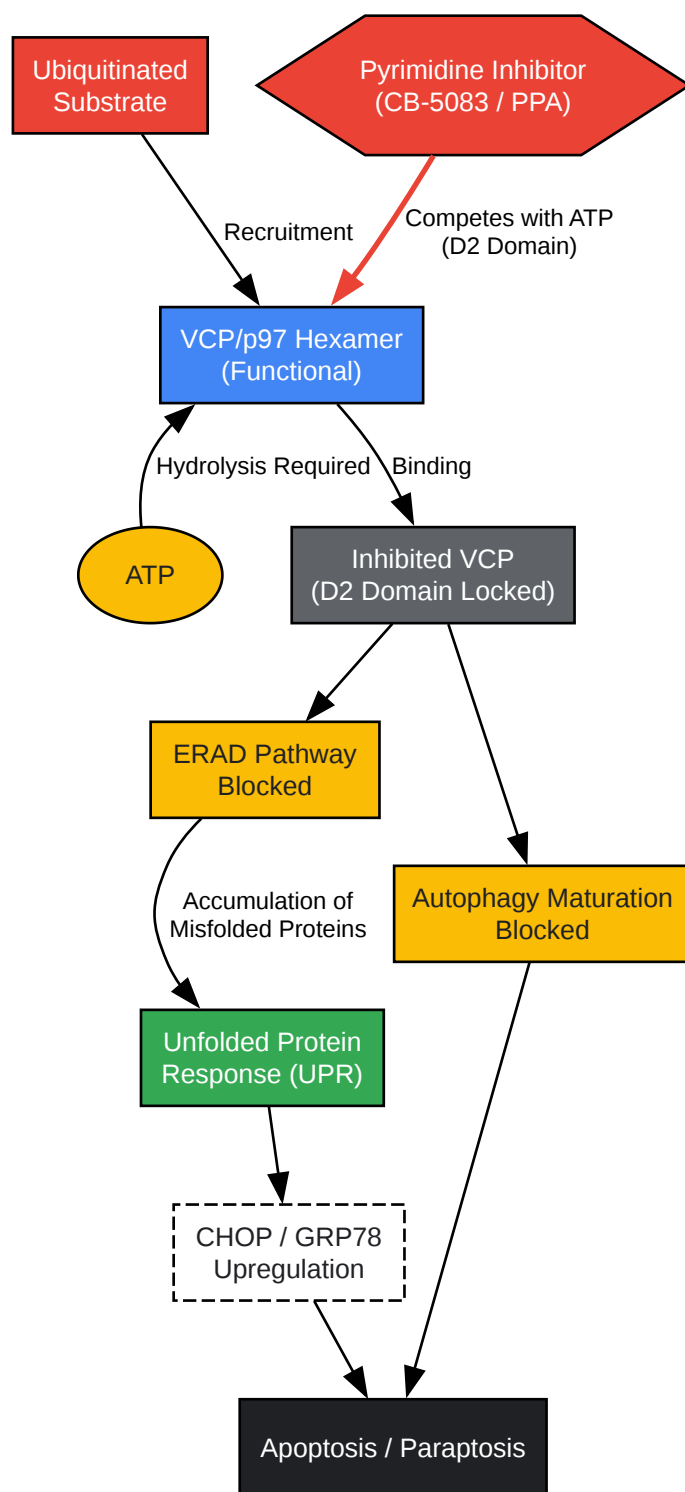 Ubiquitinated
Substrate
Pyrimidine Inhibitor
(CB-5083 / PPA)
Recruitment
Competes with ATP
(D2 Domain)
VCP/p97 Hexamer
(Functional)
Hydrolysis Required
Binding
ATP
Inhibited VCP
(D2 Domain Locked)
ERAD Pathway
Blocked
Accumulation of
Misfolded Proteins
Autophagy Maturation
Blocked
Unfolded Protein
Response (UPR)
CHOP / GRP78
Upregulation
Apoptosis / Paraptosis